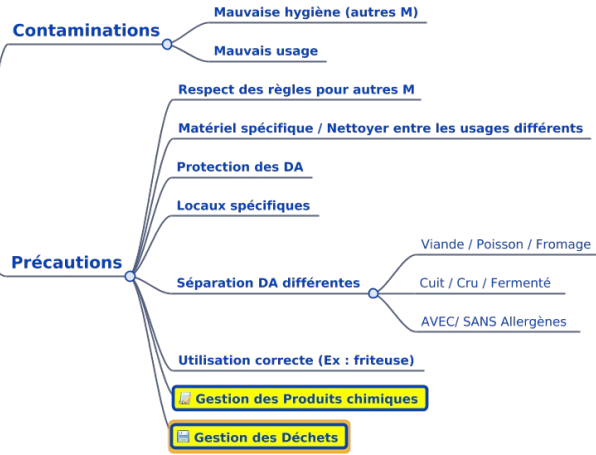 Contaminations
Mauvaise hygiène (autres M)
Mauvais usage
Précautions
Respect des règles pour autres M
Matériel spécifique / Nettoyer entre les usages différents
Protection des DA
Locaux spécifiques
Séparation DA différentes
Viande / Poisson / Fromage
Cuit / Cru / Fermenté
AVEC/ SANS Allergènes
Utilisation correcte (Ex : friteuse)
Gestion des Produits chimiques
Gestion des Déchets